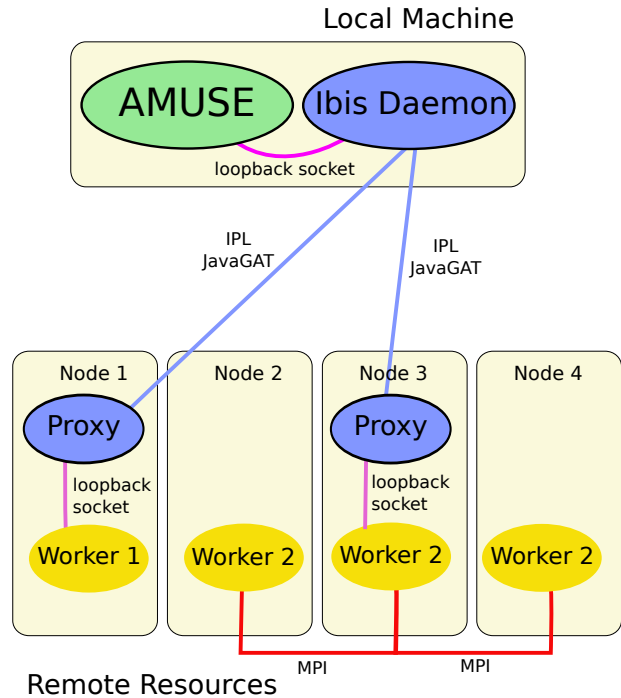 Local Machine
AMUSE
Ibis Daemon
loopback socket
IPL
JavaGAT
IPL
JavaGAT
Node 1
Node 2
Node 3
Node 4
Proxy
Proxy
loopback
socket
loopback
socket
Worker 1
Worker 2
Worker 2
Worker 2
MPI
MPI
Remote Resources